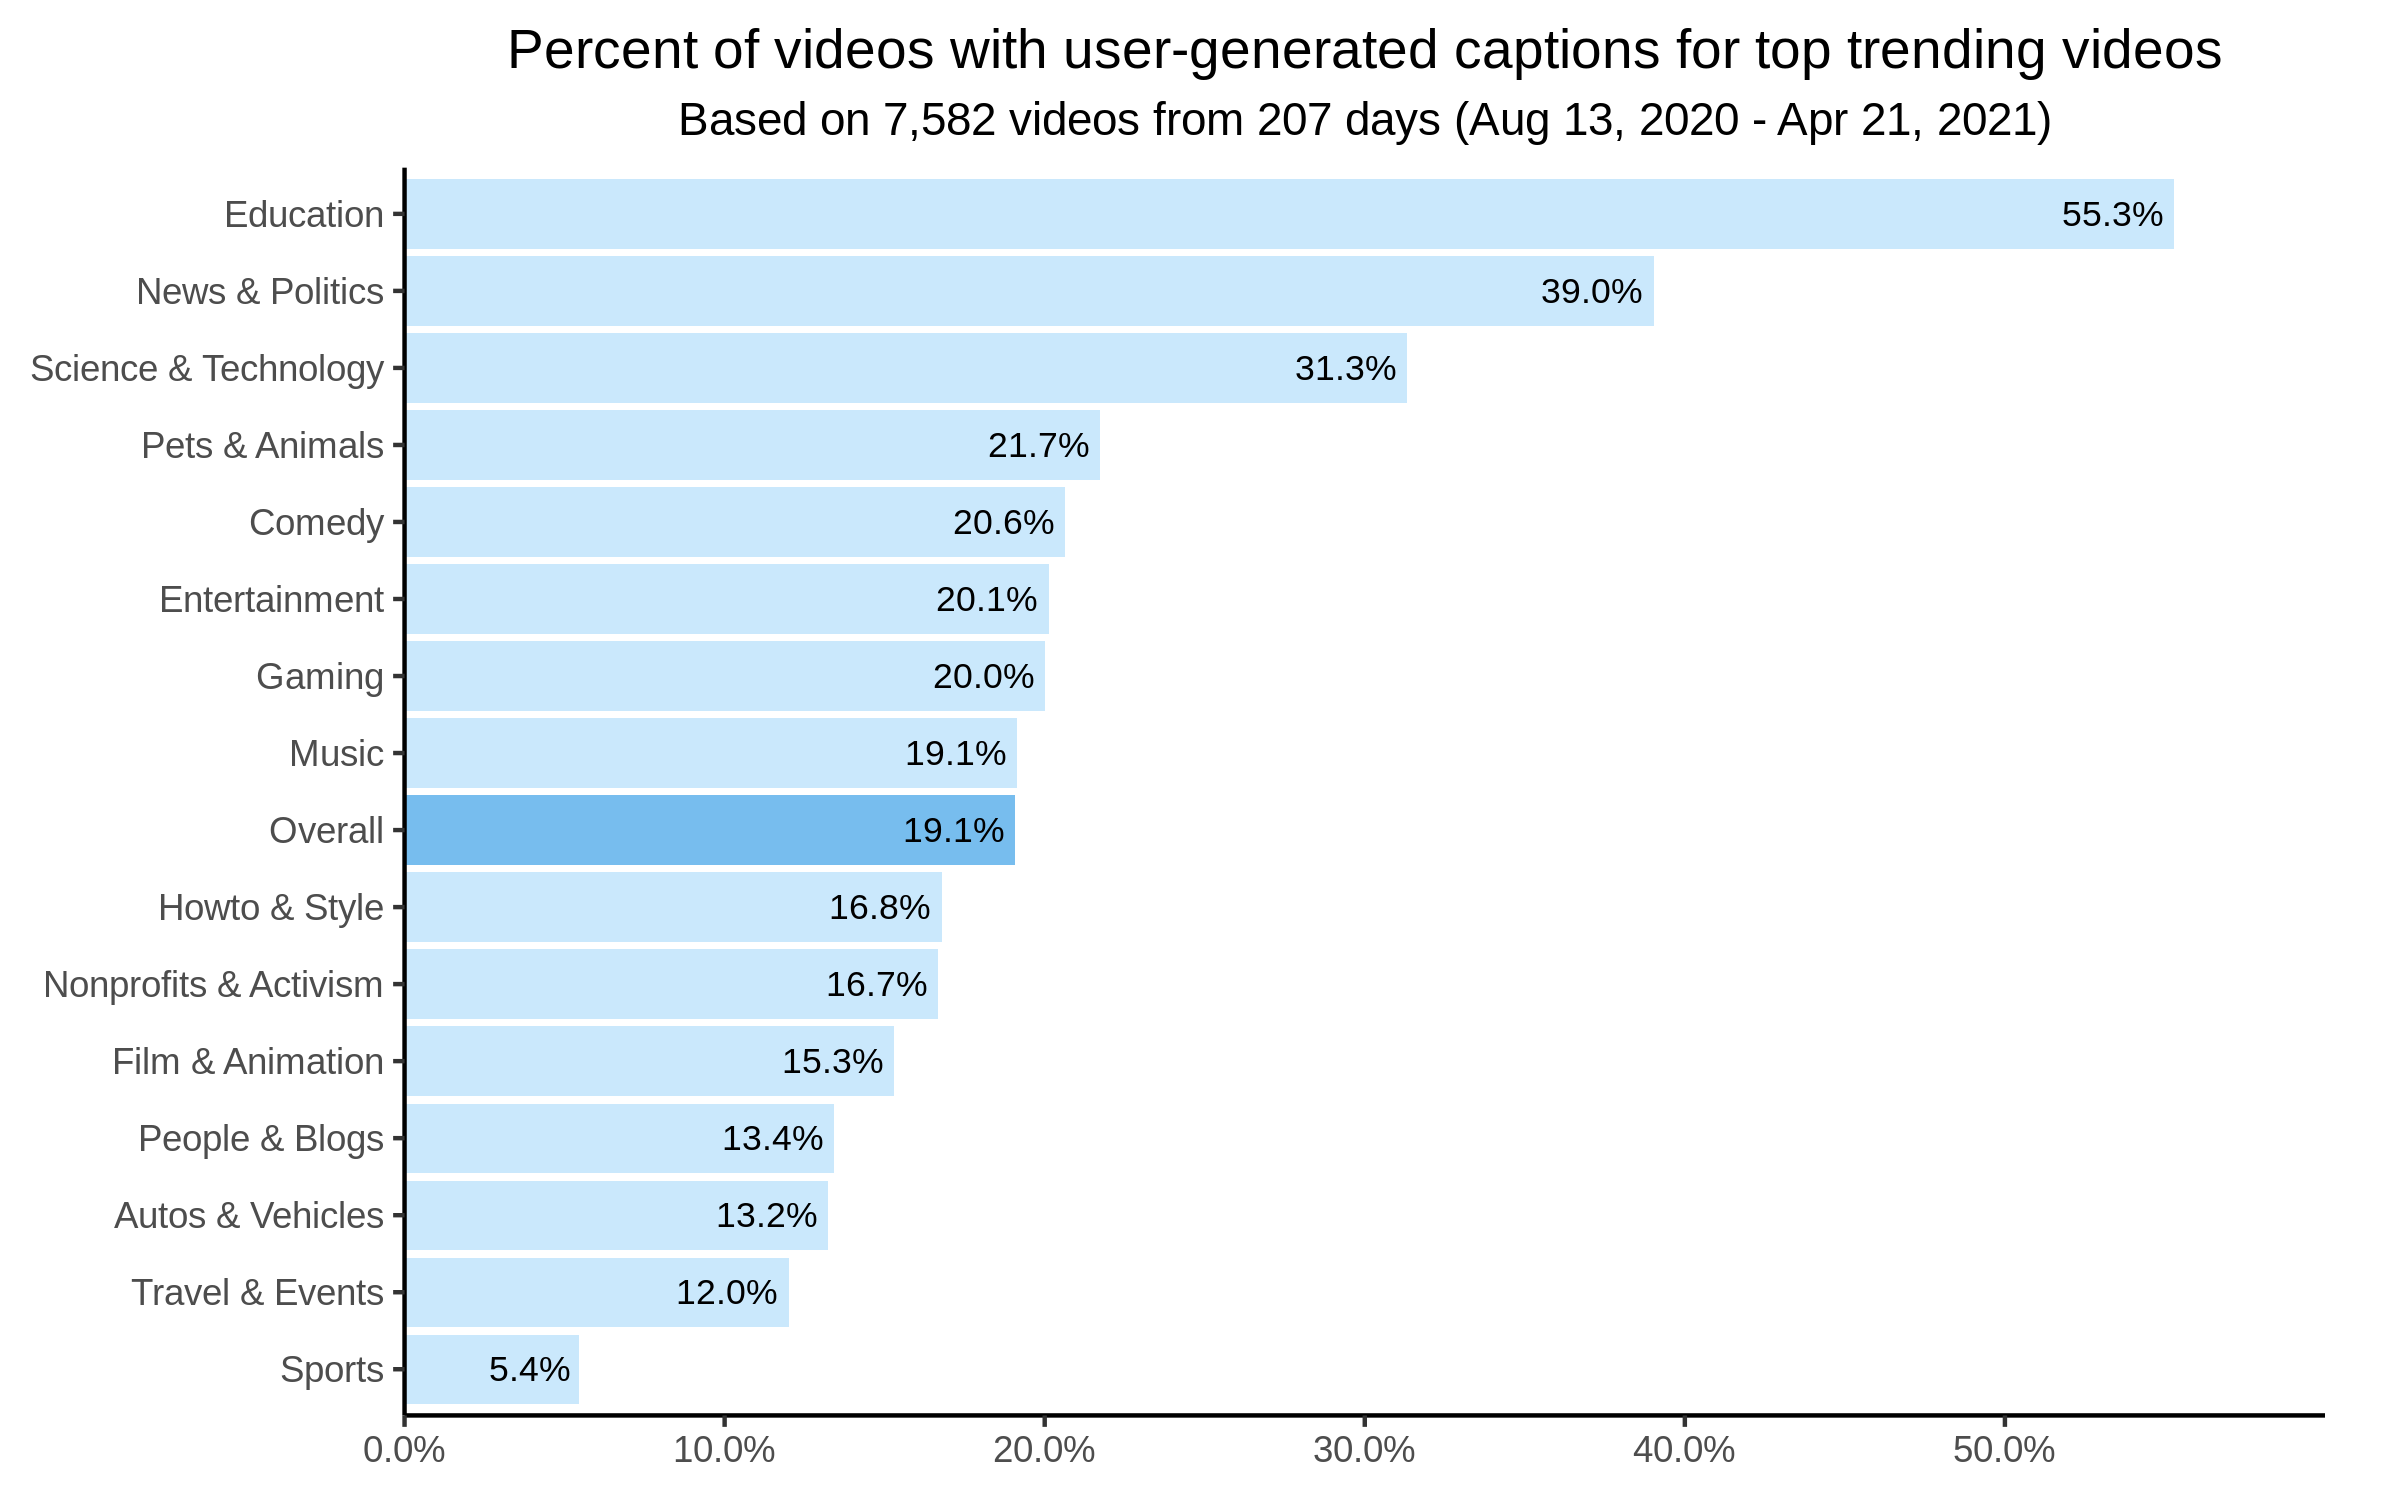 Percent of videos with user-generated captions for top trending videos
Based on 7,582 videos from 207 days (Aug 13, 2020 - Apr 21, 2021)
Education 55.3%
News & Politics 39.0%
Science & Technology 31.3%
Pets & Animals 21.7%
Comedy 20.6%
Entertainment 20.1%
Gaming 20.0%
Music 19.1%
Overall 19.1%
Howto & Style 16.8%
Nonprofits & Activism 16.7%
Film & Animation 15.3%
People & Blogs 13.4%
Autos & Vehicles 13.2%
Travel & Events 12.0%
Sports 5.4%
0.0% 10.0% 20.0% 30.0% 40.0% 50.0%